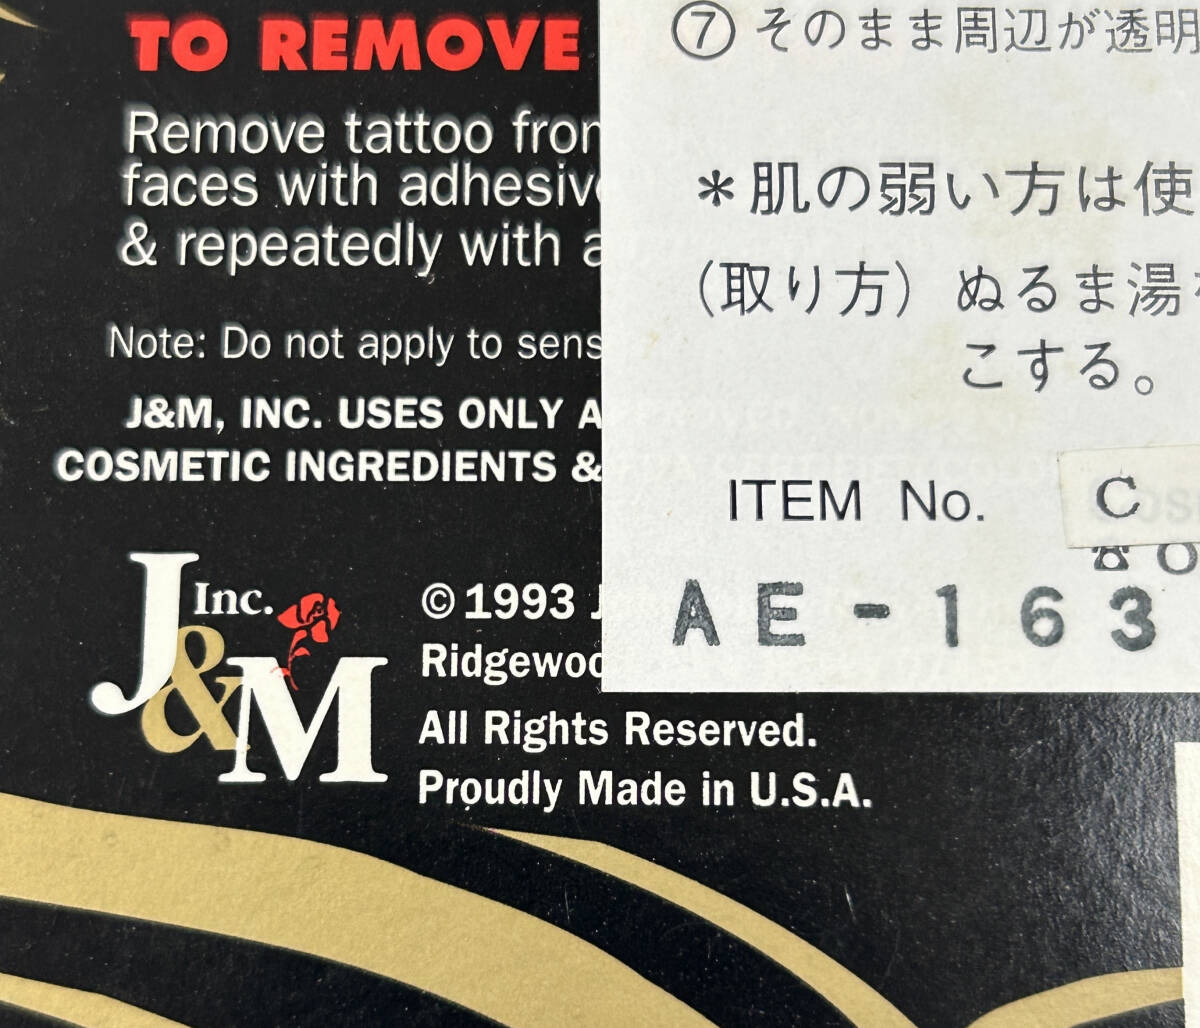 TO REMOVE
Remove tattoo from
faces with adhesive
& repeatedly with a
Note: Do not apply to sens
J&M, INC. USES ONLY A
COSMETIC INGREDIENTS &
J&M Inc.
© 1993 J
Ridgewood
All Rights Reserved.
Proudly Made in U.S.A.
⑦ そのまま周辺が透明
*肌の弱い方は使
(取り方) ぬるま湯を
こする。
ITEM No. C
AE-163